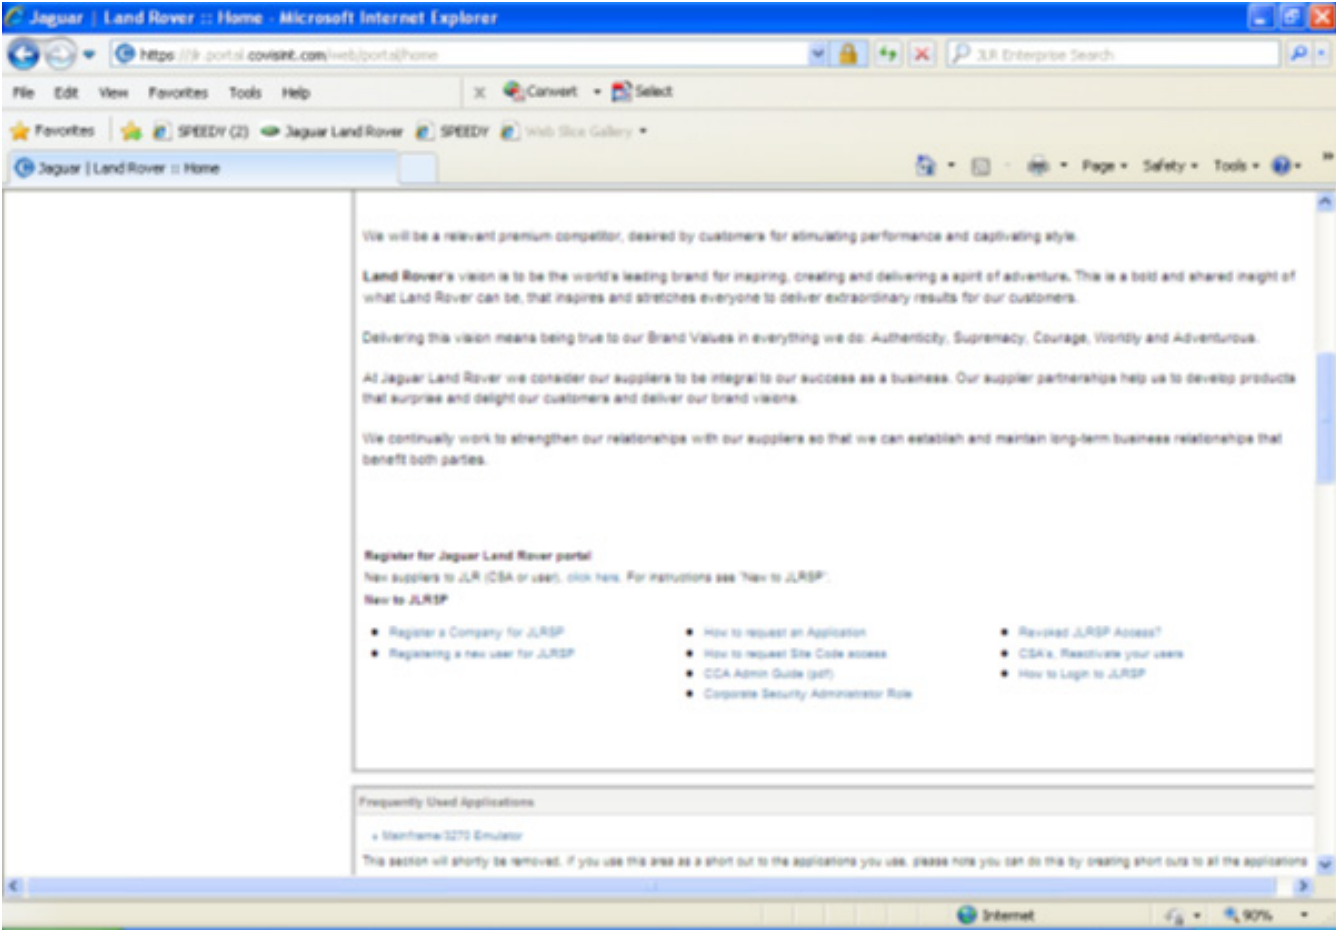 Jaguar | Land Rover :: Home - Microsoft Internet Explorer
https://jlr.portal.covisint.com/web/portal/home
JLR Enterprise Search
File Edit View Favorites Tools Help
x Convert Select
Favorites SPEEDY (2) Jaguar Land Rover SPEEDY Web Slice Gallery
Jaguar | Land Rover :: Home
Page Safety Tools
We will be a relevant premium competitor, desired by customers for stimulating performance and captivating style.
Land Rover's vision is to be the world's leading brand for inspiring, creating and delivering a spirit of adventure. This is a bold and shared insight of
what Land Rover can be, that inspires and stretches everyone to deliver extraordinary results for our customers.
Delivering this vision means being true to our Brand Values in everything we do: Authenticity, Supremacy, Courage, Worldly and Adventurous.
At Jaguar Land Rover we consider our suppliers to be integral to our success as a business. Our supplier partnerships help us to develop products
that surprise and delight our customers and deliver our brand visions.
We continually work to strengthen our relationships with our suppliers so that we can establish and maintain long-term business relationships that
benefit both parties.
Register for Jaguar Land Rover portal
New suppliers to JLR (CSA or user), click here. For instructions see 'New to JLRSP'.
New to JLRSP
Register a Company for JLRSP
Registering a new user for JLRSP
How to request an Application
How to request Site Code access
CCA Admin Guide (pdf)
Corporate Security Administrator Role
Revoked JLRSP Access?
CSA's, Reactivate your users
How to Login to JLRSP
Frequently Used Applications
Mainframe/3270 Emulator
This section will shortly be removed, if you use this area as a short cut to the applications you use, please note you can do this by creating short cuts to all the applications
Internet
90%